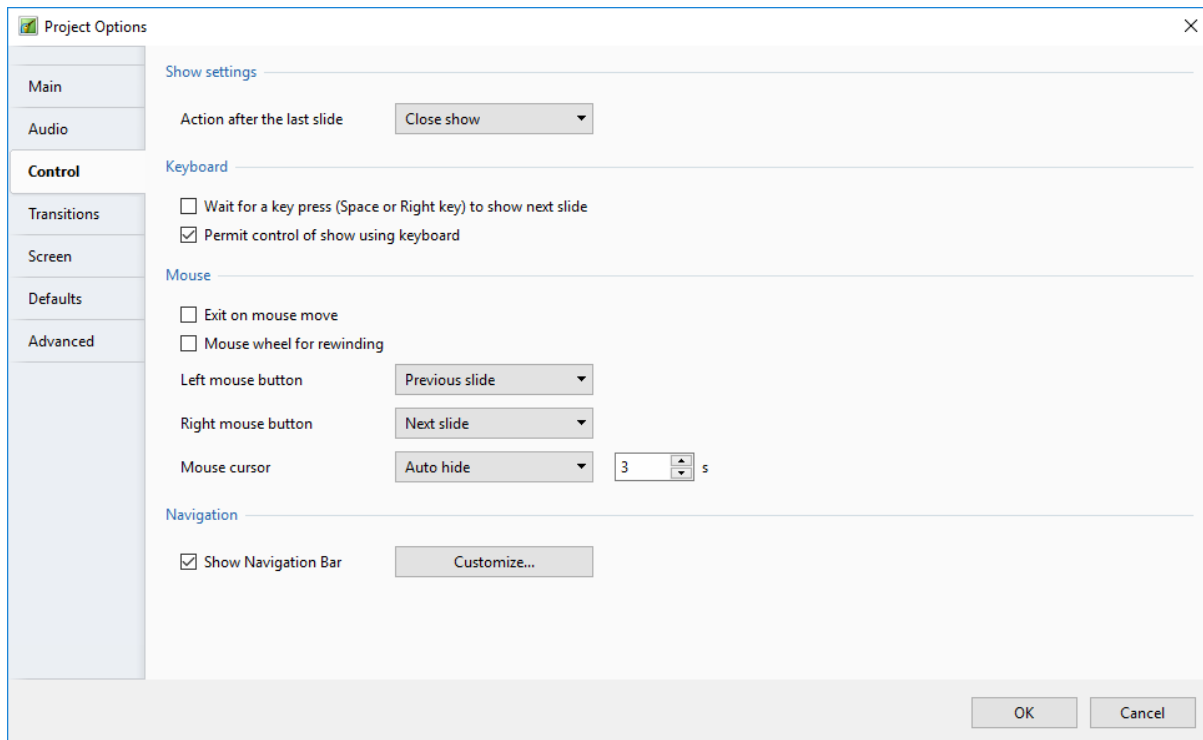 Project Options
Main
Audio
Control
Transitions
Screen
Defaults
Advanced
Show settings
Action after the last slide Close show
Keyboard
Wait for a key press (Space or Right key) to show next slide
Permit control of show using keyboard
Mouse
Exit on mouse move
Mouse wheel for rewinding
Left mouse button Previous slide
Right mouse button Next slide
Mouse cursor Auto hide 3 s
Navigation
Show Navigation Bar Customize...
OK Cancel